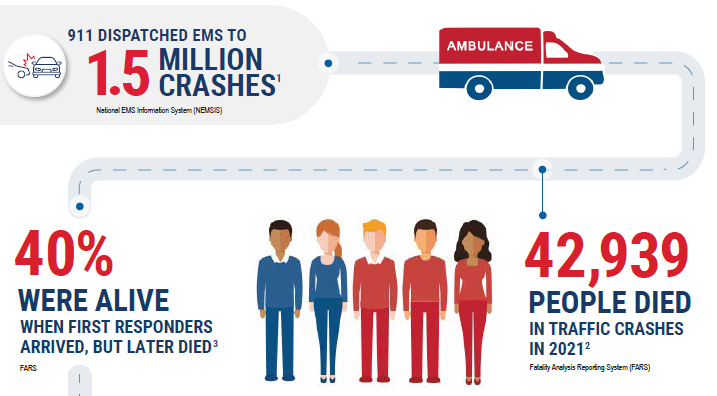 911 DISPATCHED EMS TO
1.5 MILLION
CRASHES¹
National EMS Information System (NEMSIS)
AMBULANCE
42,939
PEOPLE DIED
IN TRAFFIC CRASHES
IN 2021²
Fatality Analysis Reporting System (FARS)
40%
WERE ALIVE
WHEN FIRST RESPONDERS
ARRIVED, BUT LATER DIED³
FARS